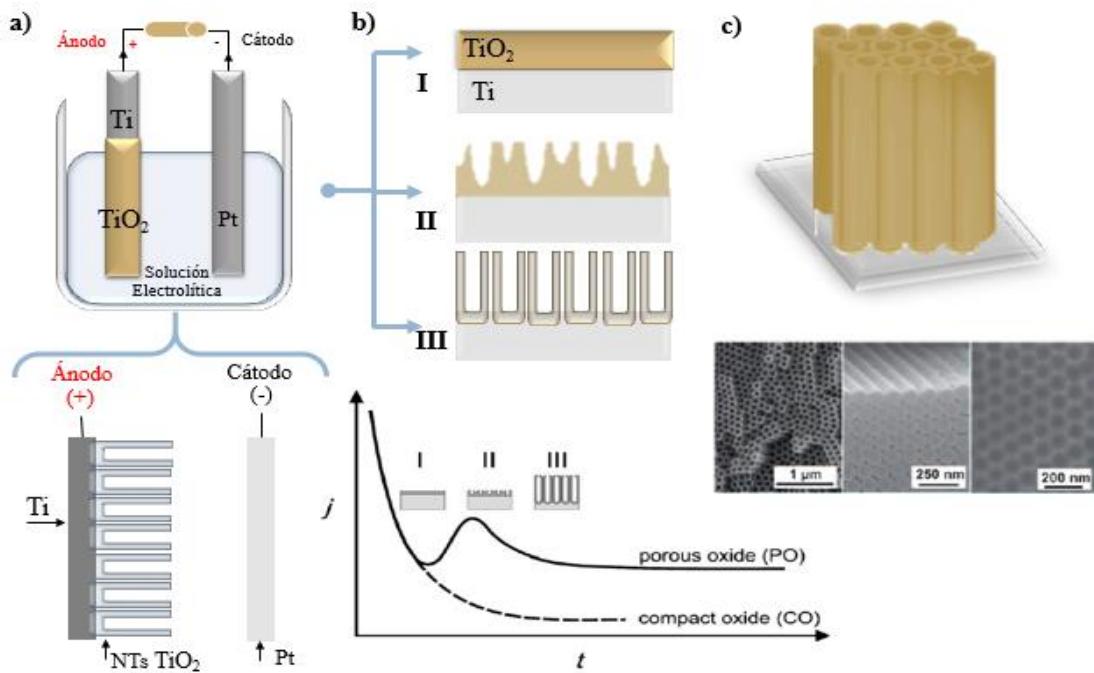 a)
Ánodo
+
-
Cátodo
Ti
TiO₂
Pt
Solución
Electrolítica
Ánodo
(+)
Cátodo
(-)
Ti
NTs TiO₂
Pt
b)
I
TiO₂
Ti
II
III
j
I II III
porous oxide (PO)
compact oxide (CO)
t
c)
1 µm
250 nm
200 nm